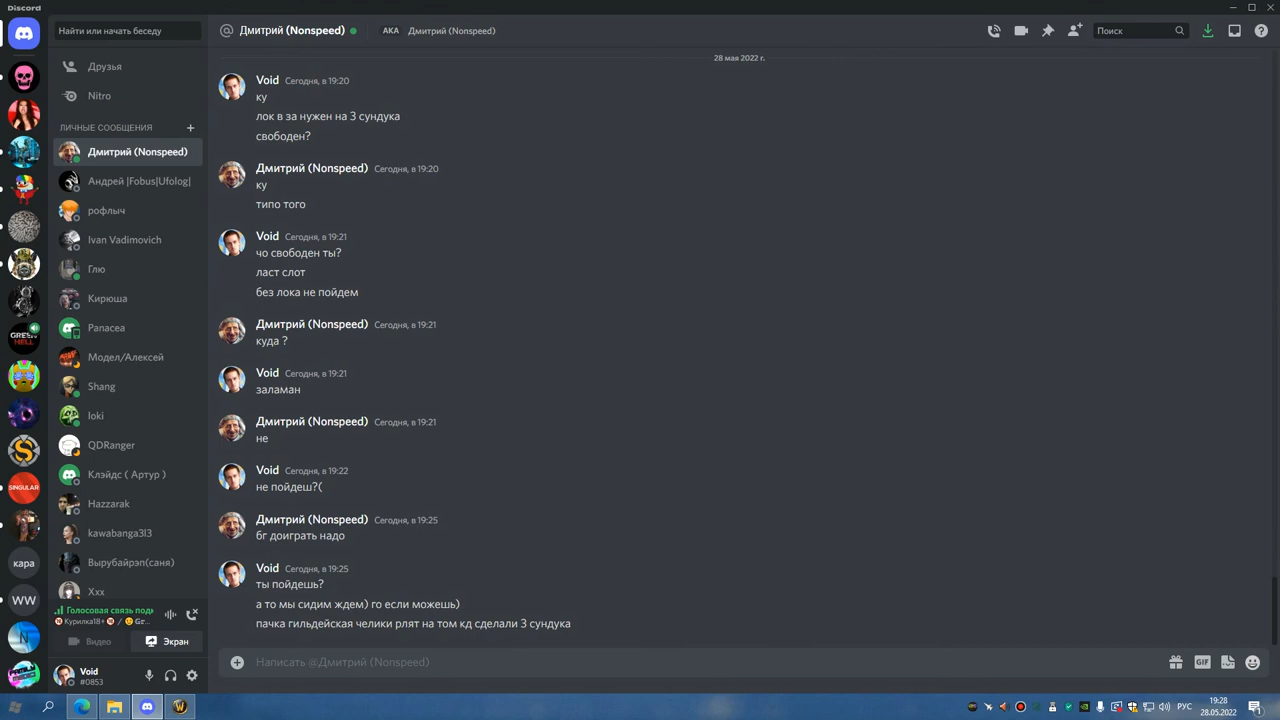 Discord
Найти или начать беседу
Дмитрий (Nonspeed)
AKA
Дмитрий (Nonspeed)
Поиск
Друзья
Nitro
ЛИЧНЫЕ СООБЩЕНИЯ
Дмитрий (Nonspeed)
Андрей |Fobus|Ufolog|
рофлыч
Ivan Vadimovich
Глю
Кирюша
Panacea
Модел/Алексей
Shang
loki
QDRanger
Клэйдс ( Артур )
Hazzarak
kawabanga3l3
Вырубайрэп(саня)
Xxx
GREEN
HELL
SINGULAR
кара
WW
Голосовая связь подк
Курилка18+ / Gr...
Видео
Экран
Void
#0853
28 мая 2022 г.
Void Сегодня, в 19:20
ку
лок в за нужен на 3 сундука
свободен?
Дмитрий (Nonspeed) Сегодня, в 19:20
ку
типо того
Void Сегодня, в 19:21
чо свободен ты?
ласт слот
без лока не пойдем
Дмитрий (Nonspeed) Сегодня, в 19:21
куда ?
Void Сегодня, в 19:21
заламан
Дмитрий (Nonspeed) Сегодня, в 19:21
не
Void Сегодня, в 19:22
не пойдеш?(
Дмитрий (Nonspeed) Сегодня, в 19:25
бг доиграть надо
Void Сегодня, в 19:25
ты пойдешь?
а то мы сидим ждем) го если можешь)
пачка гильдейская челики рлят на том кд сделали 3 сундука
Написать @Дмитрий (Nonspeed)
GIF
РУС
19:28
28.05.2022